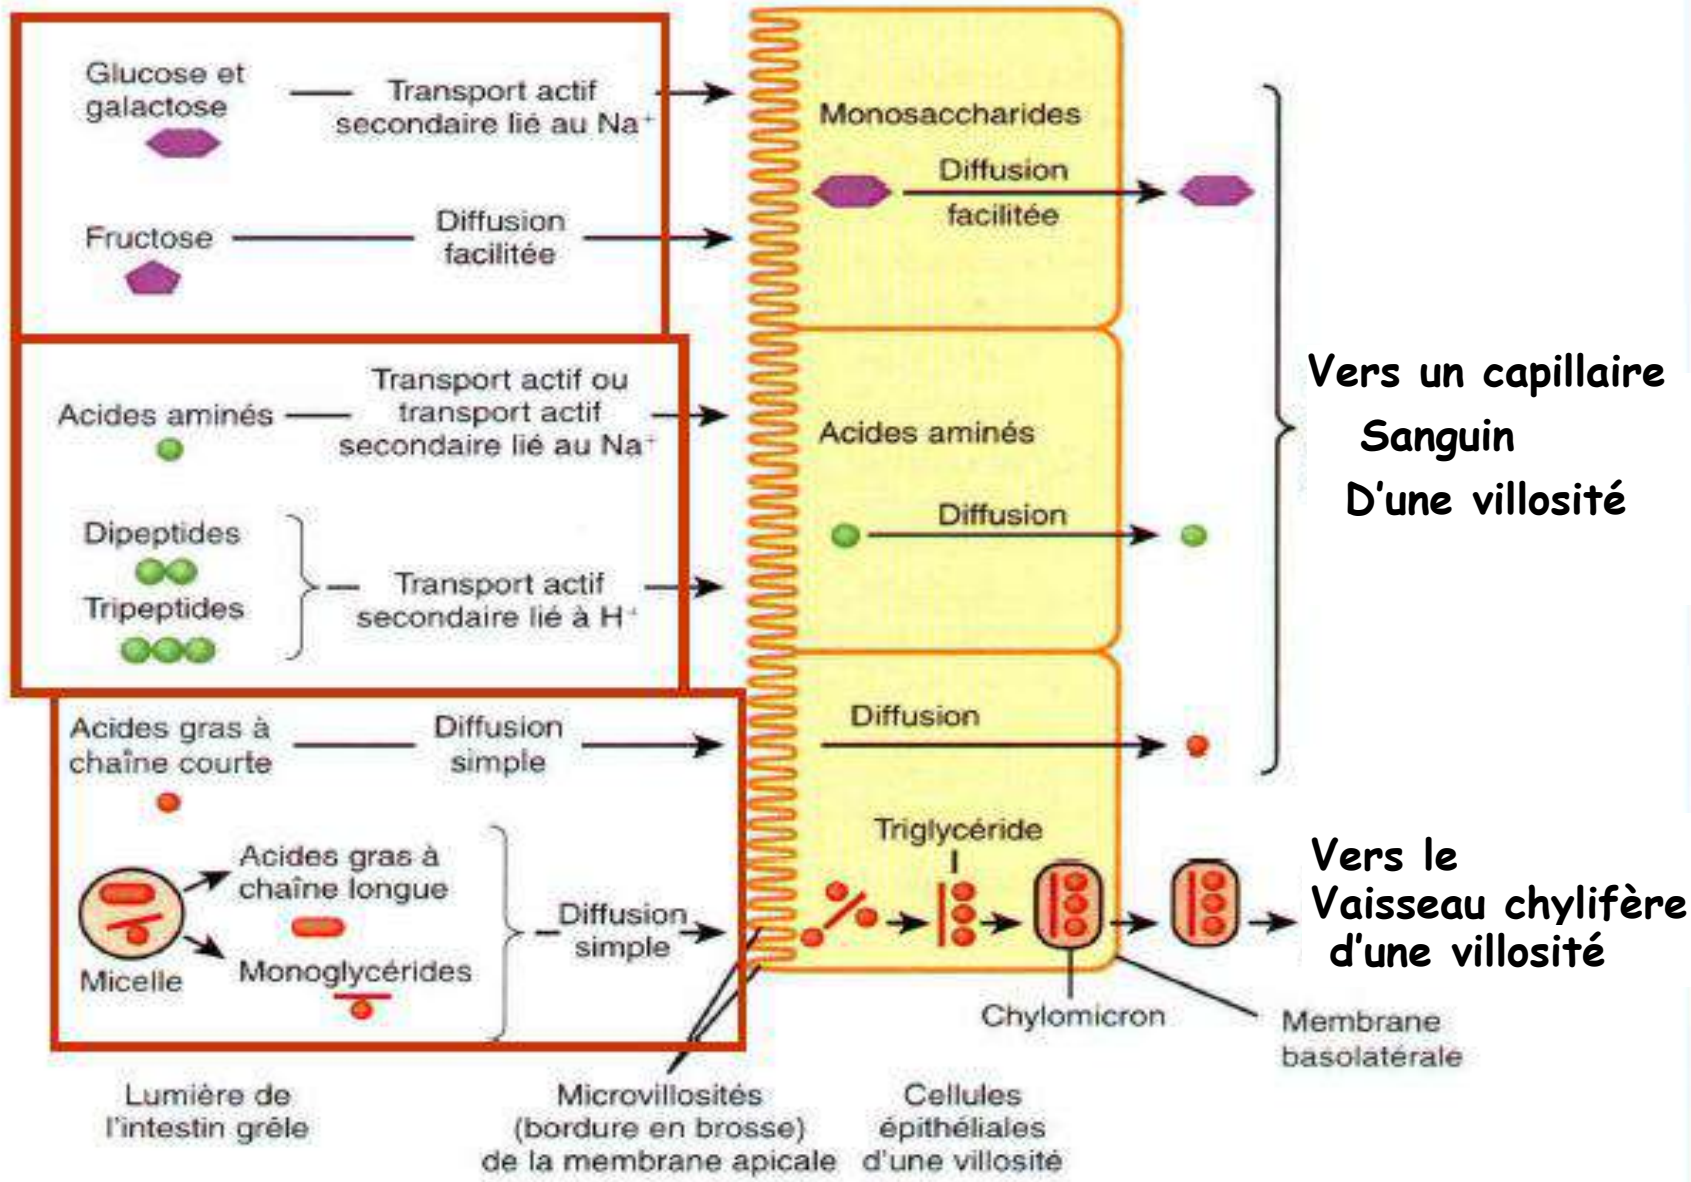 Glucose et
galactose
Transport actif
secondaire lié au Na⁺
Fructose
Diffusion
facilitée
Monosaccharides
Diffusion
facilitée
Acides aminés
Transport actif ou
transport actif
secondaire lié au Na⁺
Dipeptides
Tripeptides
Transport actif
secondaire lié à H⁺
Acides aminés
Diffusion
Vers un capillaire
Sanguin
D'une villosité
Acides gras à
chaîne courte
Diffusion
simple
Diffusion
Micelle
Acides gras à
chaîne longue
Monoglycérides
Diffusion
simple
Triglycéride
Chylomicron
Vers le
Vaisseau chylifère
d'une villosité
Membrane
basolatérale
Lumière de
l'intestin grêle
Microvillosités
(bordure en brosse)
de la membrane apicale
Cellules
épithéliales
d'une villosité